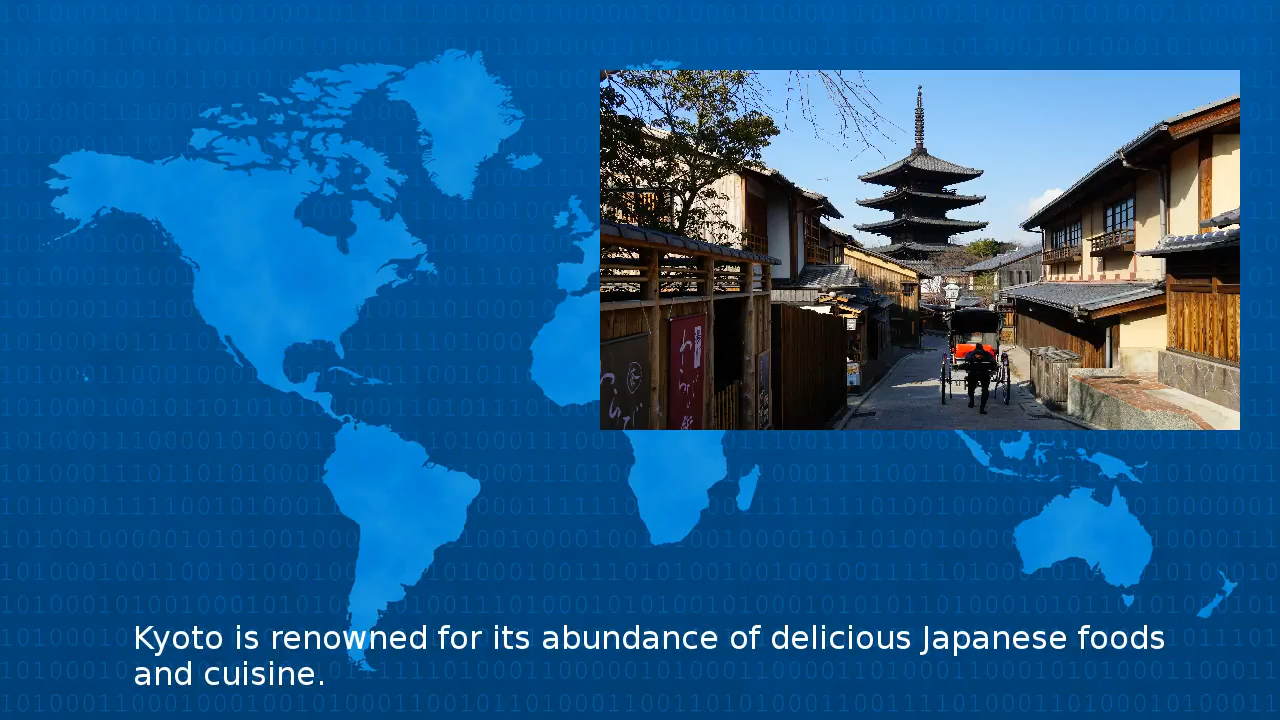 Kyoto is renowned for its abundance of delicious Japanese foods
and cuisine.